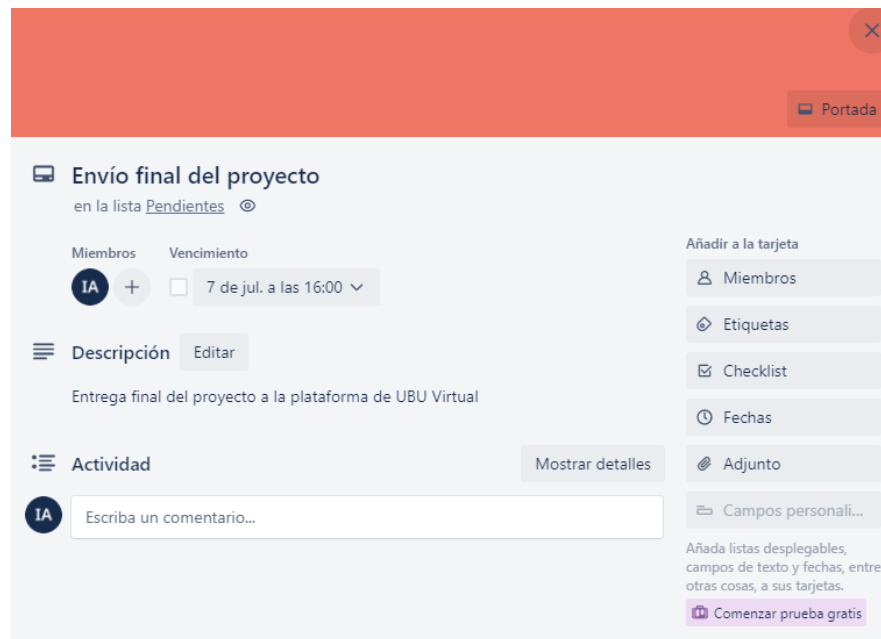 Portada
Envío final del proyecto
en la lista Pendientes
Miembros
Vencimiento
IA
7 de jul. a las 16:00
Descripción
Editar
Entrega final del proyecto a la plataforma de UBU Virtual
Actividad
Mostrar detalles
IA
Escriba un comentario...
Añadir a la tarjeta
Miembros
Etiquetas
Checklist
Fechas
Adjunto
Campos personali...
Añada listas desplegables,
campos de texto y fechas, entre
otras cosas, a sus tarjetas.
Comenzar prueba gratis